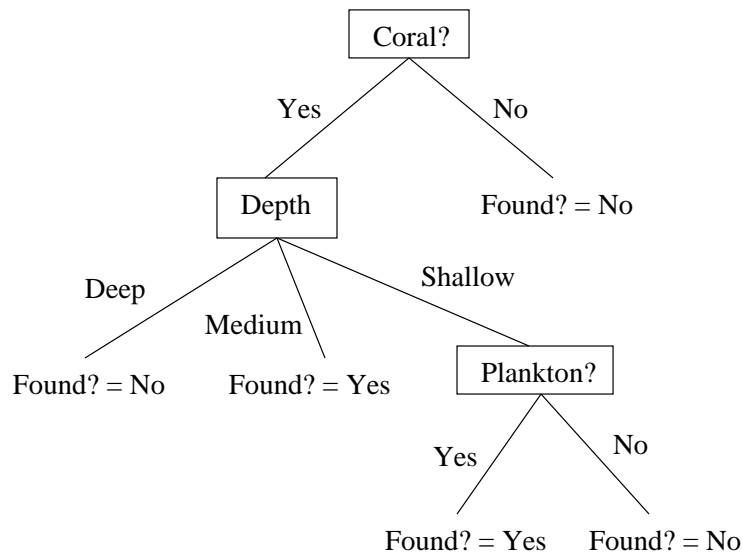 Coral?
Yes
No
Depth
Found? = No
Deep
Medium
Shallow
Found? = No
Found? = Yes
Plankton?
Yes
No
Found? = Yes
Found? = No